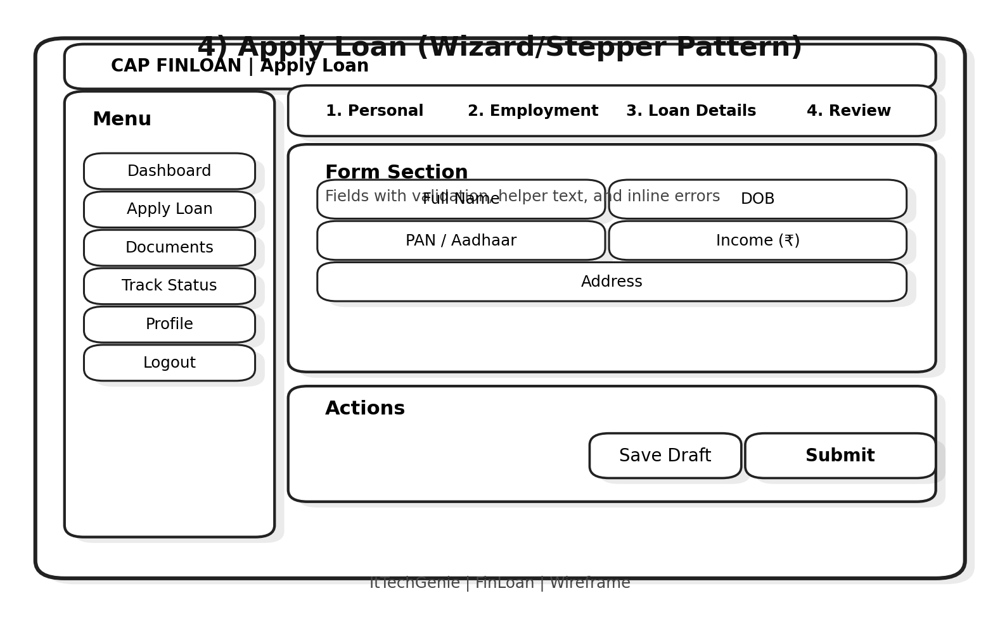 4) Apply Loan (Wizard/Stepper Pattern)
CAP FINLOAN | Apply Loan
Menu
Dashboard
Apply Loan
Documents
Track Status
Profile
Logout
1. Personal 2. Employment 3. Loan Details 4. Review
Form Section
Fields with validation, helper text, and inline errors
Full Name DOB
PAN / Aadhaar Income (₹)
Address
Actions
Save Draft Submit
ItTechGenie | FinLoan | Wireframe